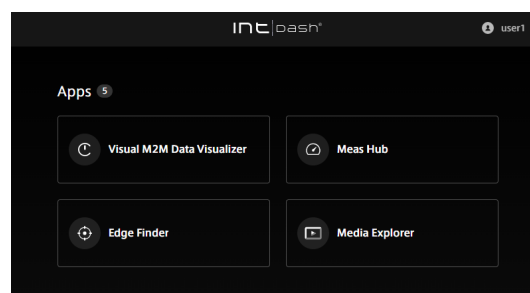 intdash®
user1
Apps 5
Visual M2M Data Visualizer
Meas Hub
Edge Finder
Media Explorer